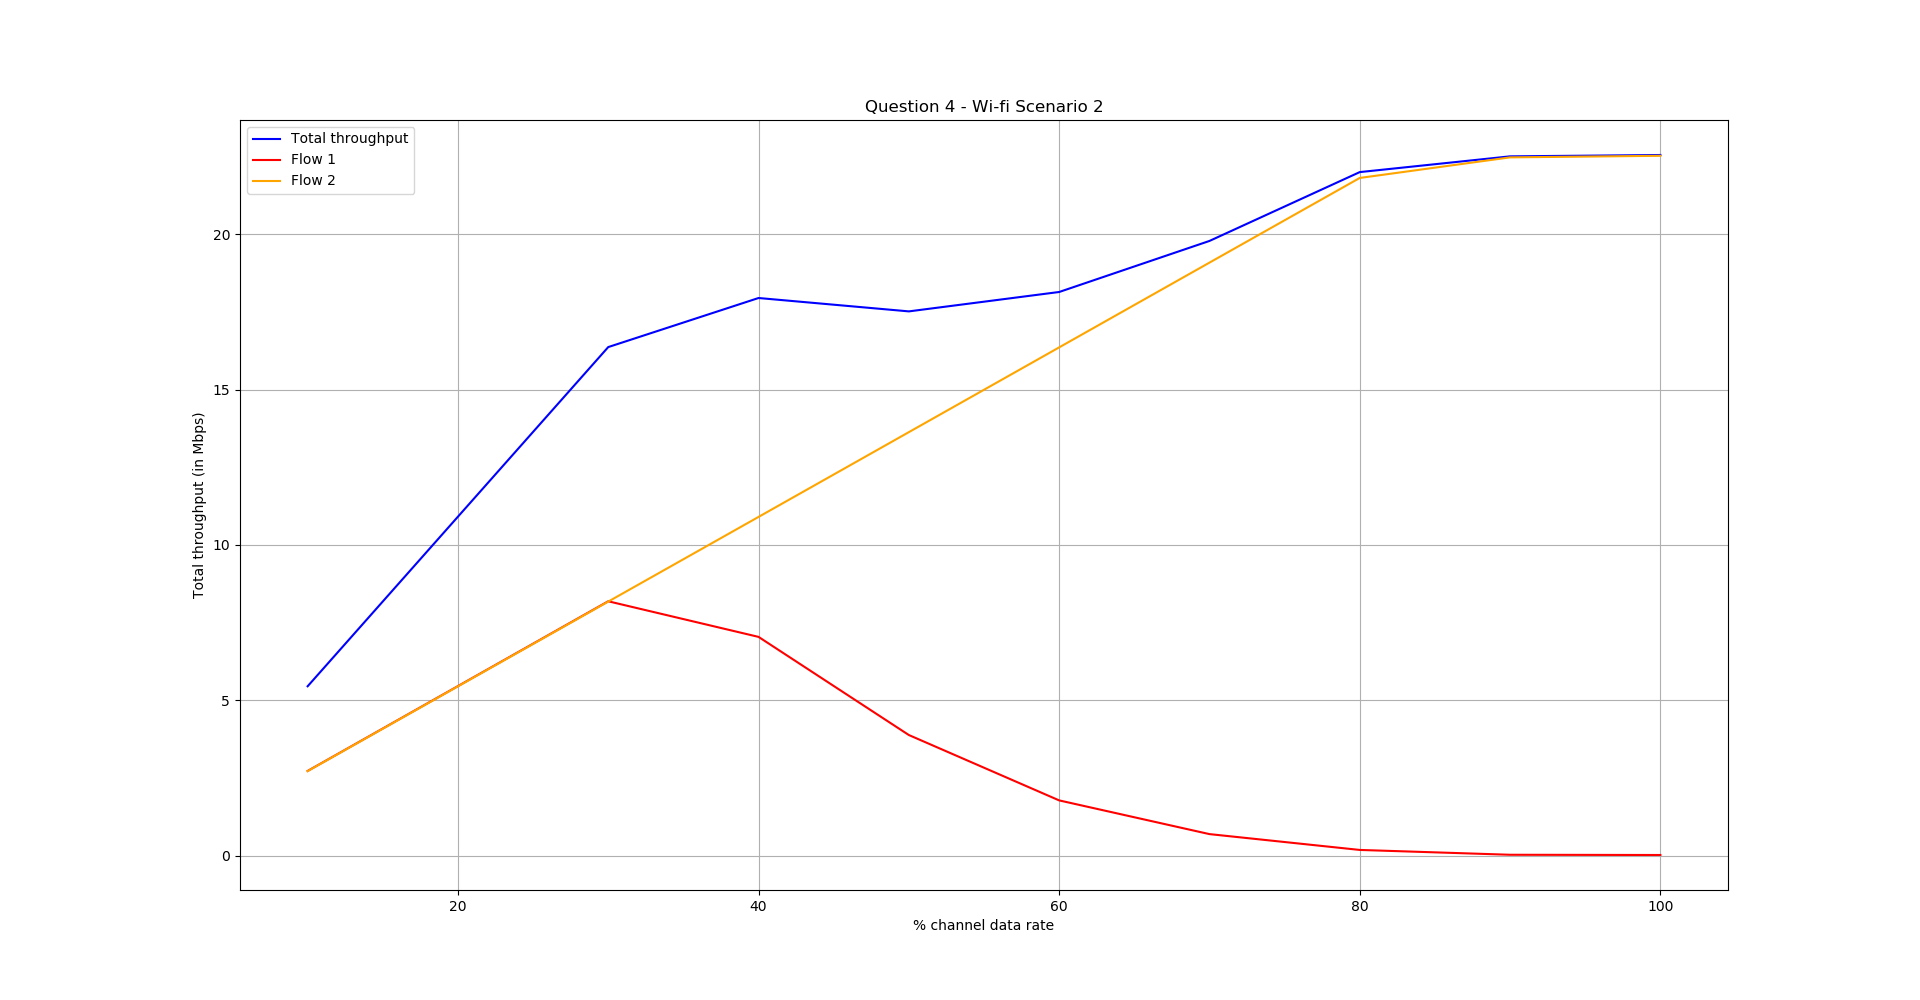 Question 4 - Wi-fi Scenario 2
Total throughput
Flow 1
Flow 2
Total throughput (in Mbps)
20
15
10
5
0
20 40 60 80 100
% channel data rate